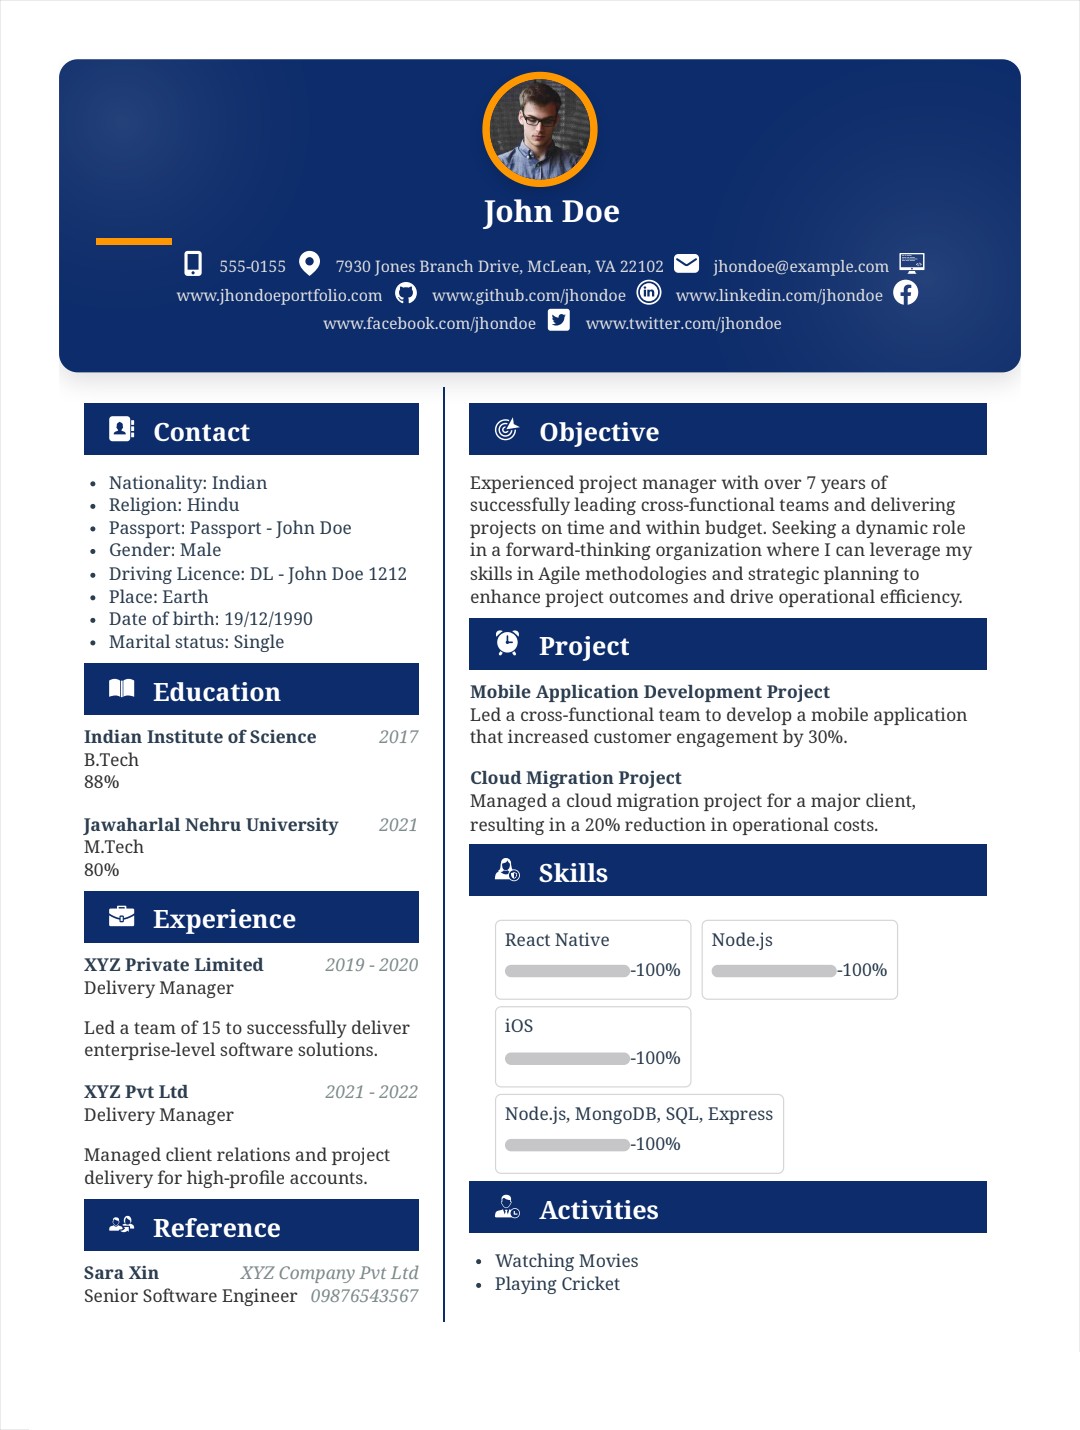 John Doe
555-0155 7930 Jones Branch Drive, McLean, VA 22102 jhondoe@example.com
www.jhondoeportfolio.com www.github.com/jhondoe www.linkedin.com/jhondoe
www.facebook.com/jhondoe www.twitter.com/jhondoe
Contact
Nationality: Indian
Religion: Hindu
Passport: Passport - John Doe
Gender: Male
Driving Licence: DL - John Doe 1212
Place: Earth
Date of birth: 19/12/1990
Marital status: Single
Education
Indian Institute of Science 2017
B.Tech
88%
Jawaharlal Nehru University 2021
M.Tech
80%
Experience
XYZ Private Limited 2019 - 2020
Delivery Manager
Led a team of 15 to successfully deliver
enterprise-level software solutions.
XYZ Pvt Ltd 2021 - 2022
Delivery Manager
Managed client relations and project
delivery for high-profile accounts.
Reference
Sara Xin XYZ Company Pvt Ltd
Senior Software Engineer 09876543567
Objective
Experienced project manager with over 7 years of
successfully leading cross-functional teams and delivering
projects on time and within budget. Seeking a dynamic role
in a forward-thinking organization where I can leverage my
skills in Agile methodologies and strategic planning to
enhance project outcomes and drive operational efficiency.
Project
Mobile Application Development Project
Led a cross-functional team to develop a mobile application
that increased customer engagement by 30%.
Cloud Migration Project
Managed a cloud migration project for a major client,
resulting in a 20% reduction in operational costs.
Skills
React Native
-100%
Node.js
-100%
iOS
-100%
Node.js, MongoDB, SQL, Express
-100%
Activities
Watching Movies
Playing Cricket